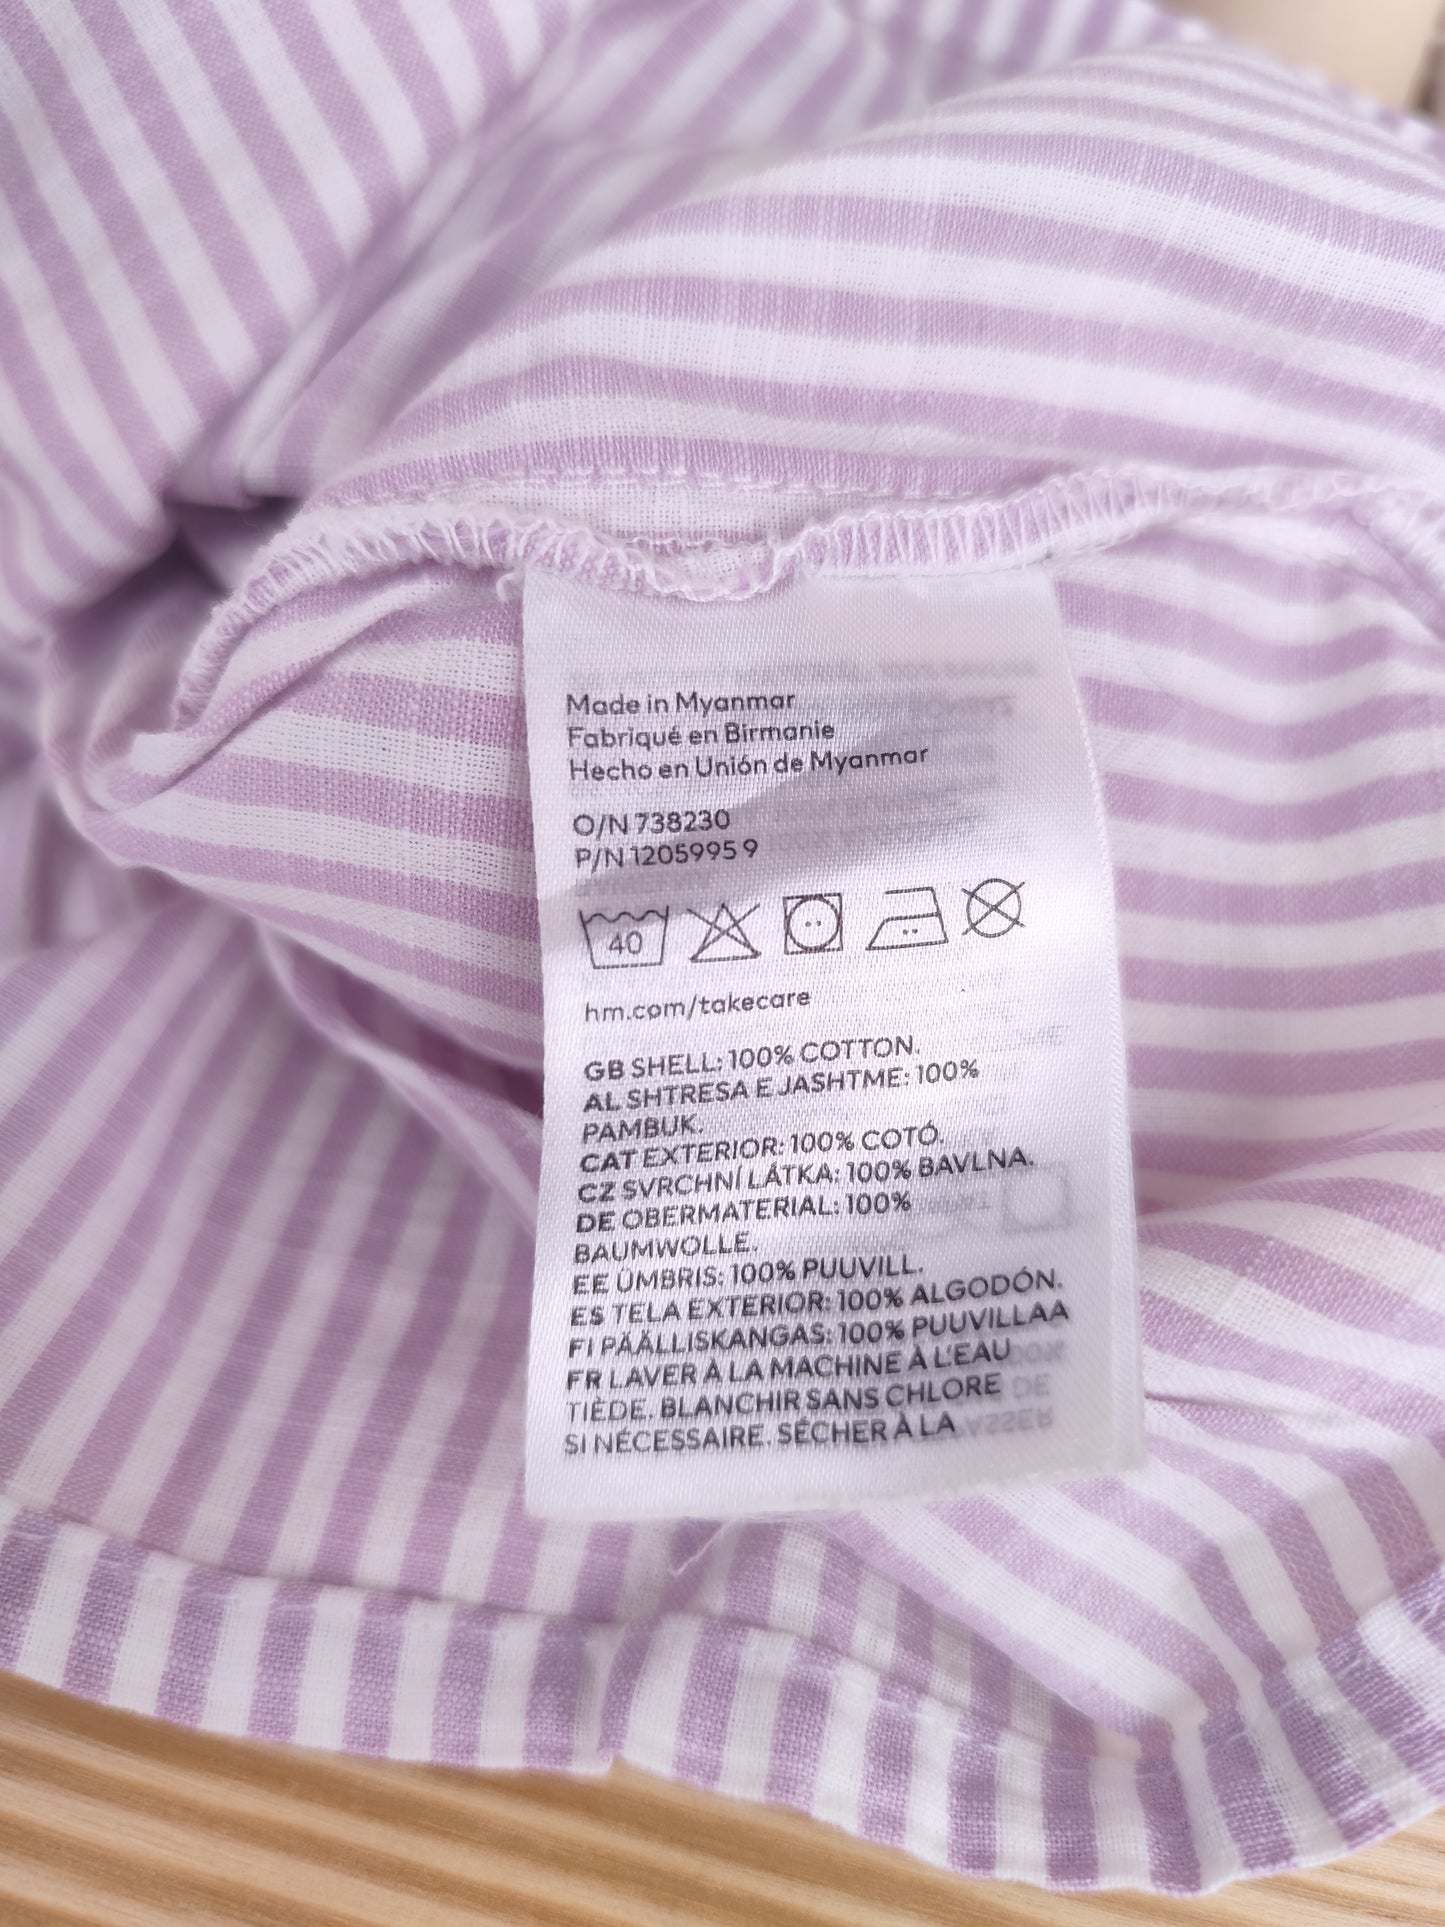 Made in Myanmar
Fabriqué en Birmanie
Hecho en Unión de Myanmar
O/N 738230
P/N 1205995 9
40
hm.com/takecare
GB SHELL: 100% COTTON.
AL SHTRESA E JASHTME: 100%
PAMBUK.
CAT EXTERIOR: 100% COTÓ.
CZ SVRCHNÍ LÁTKA: 100% BAVLNA.
DE OBERMATERIAL: 100%
BAUMWOLLE.
EE ÜMBRIS: 100% PUUVILL.
ES TELA EXTERIOR: 100% ALGODÓN.
FI PÄÄLLISKANGAS: 100% PUUVILLAA
FR LAVER À LA MACHINE À L'EAU
TIÈDE. BLANCHIR SANS CHLORE
SI NÉCESSAIRE. SÉCHER À LA